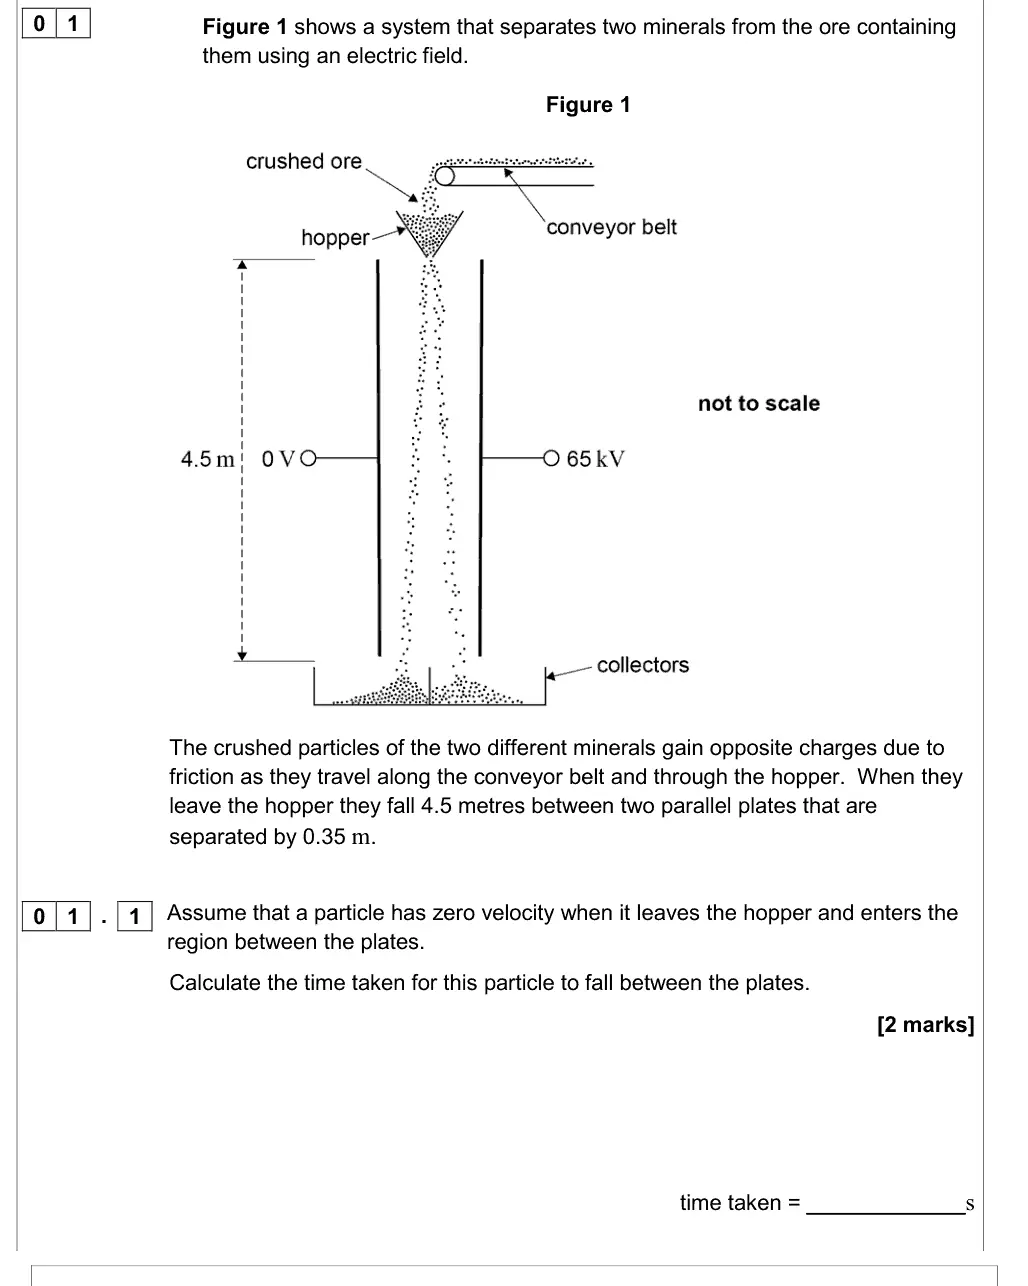 0 1
Figure 1 shows a system that separates two minerals from the ore containing
them using an electric field.
Figure 1
crushed ore
conveyor belt
hopper
not to scale
4.5 m
0 V
65 kV
collectors
The crushed particles of the two different minerals gain opposite charges due to
friction as they travel along the conveyor belt and through the hopper. When they
leave the hopper they fall 4.5 metres between two parallel plates that are
separated by 0.35 m.
0 1 . 1 Assume that a particle has zero velocity when it leaves the hopper and enters the
region between the plates.
Calculate the time taken for this particle to fall between the plates.
[2 marks]
time taken = ______________ s